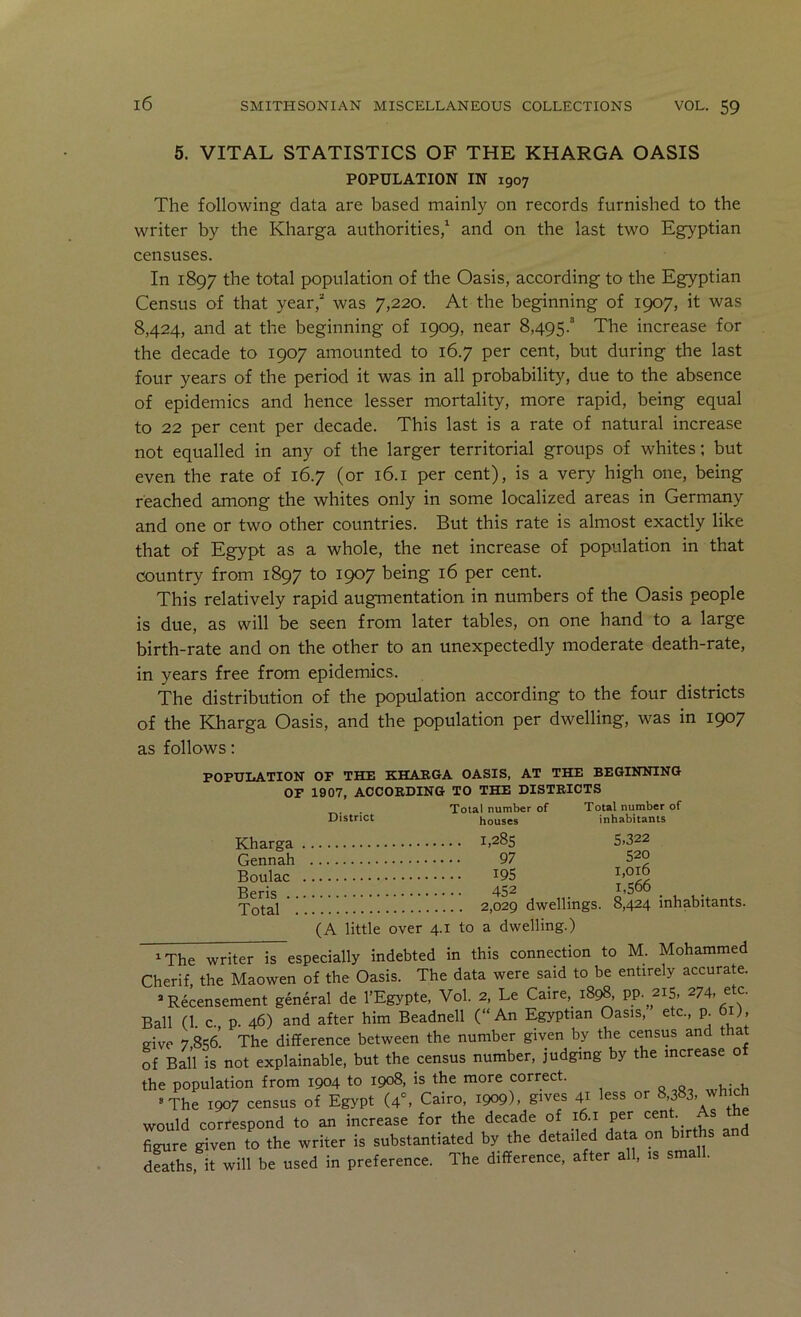 16 SMITHSONIAN MISCELLANEOUS COLLECTIONS VOL. 59
5. VITAL STATISTICS OF THE KHARGA OASIS
POPULATION IN 1907
The following data are based mainly on records furnished to the
writer by the Kharga authorities,¹ and on the last two Egyptian
censuses.
In 1897 the total population of the Oasis, according to the Egyptian
Census of that year,² was 7,220. At the beginning of 1907, it was
8,424, and at the beginning of 1909, near 8,495.³ The increase for
the decade to 1907 amounted to 16.7 per cent, but during the last
four years of the period it was in all probability, due to the absence
of epidemics and hence lesser mortality, more rapid, being equal
to 22 per cent per decade. This last is a rate of natural increase
not equalled in any of the larger territorial groups of whites; but
even the rate of 16.7 (or 16.1 per cent), is a very high one, being
reached among the whites only in some localized areas in Germany
and one or two other countries. But this rate is almost exactly like
that of Egypt as a whole, the net increase of population in that
country from 1897 to 1907 being 16 per cent.
This relatively rapid augmentation in numbers of the Oasis people
is due, as will be seen from later tables, on one hand to a large
birth-rate and on the other to an unexpectedly moderate death-rate,
in years free from epidemics.
The distribution of the population according to the four districts
of the Kharga Oasis, and the population per dwelling, was in 1907
as follows:
POPULATION OF THE KHARGA OASIS, AT THE BEGINNING
OF 1907, ACCORDING TO THE DISTRICTS
District Total number of houses Total number of inhabitants
Kharga .................... 1,285 5,322
Gennah .................... 97 520
Boulac .................... 195 1,016
Beris .................... 452 1,566
Total .................... 2,029 dwellings. 8,424 inhabitants.
(A little over 4.1 to a dwelling.)
¹ The writer is especially indebted in this connection to M. Mohammed
Cherif, the Maowen of the Oasis. The data were said to be entirely accurate.
² Récensement général de l'Egypte, Vol. 2, Le Caire, 1898, pp. 215, 274, etc.
Ball (l. c., p. 46) and after him Beadnell ("An Egyptian Oasis," etc., p. 61),
give 7,856. The difference between the number given by the census and that
of Ball is not explainable, but the census number, judging by the increase of
the population from 1904 to 1908, is the more correct.
³ The 1907 census of Egypt (4°, Cairo, 1909), gives 41 less or 8,383, which
would correspond to an increase for the decade of 16.1 per cent. As the
figure given to the writer is substantiated by the detailed data on births and
deaths, it will be used in preference. The difference, after all, is small.